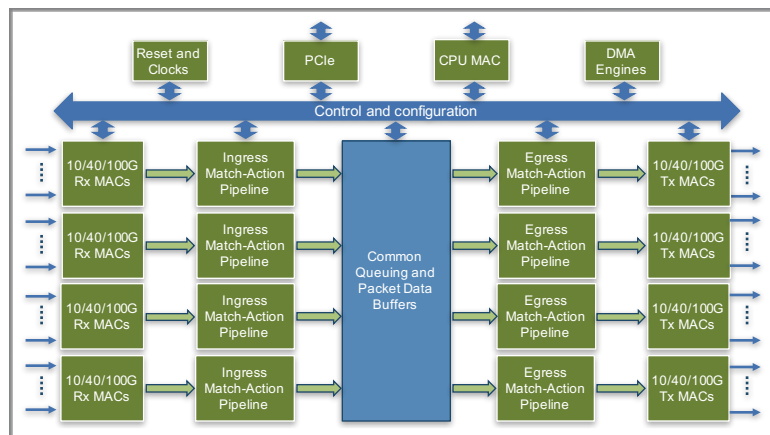 Reset and
Clocks
PCIe
CPU MAC
DMA
Engines
Control and configuration
10/40/100G
Rx MACs
Ingress
Match-Action
Pipeline
Egress
Match-Action
Pipeline
10/40/100G
Tx MACs
10/40/100G
Rx MACs
Ingress
Match-Action
Pipeline
Common
Queuing and
Packet Data
Buffers
Egress
Match-Action
Pipeline
10/40/100G
Tx MACs
10/40/100G
Rx MACs
Ingress
Match-Action
Pipeline
Egress
Match-Action
Pipeline
10/40/100G
Tx MACs
10/40/100G
Rx MACs
Ingress
Match-Action
Pipeline
Egress
Match-Action
Pipeline
10/40/100G
Tx MACs